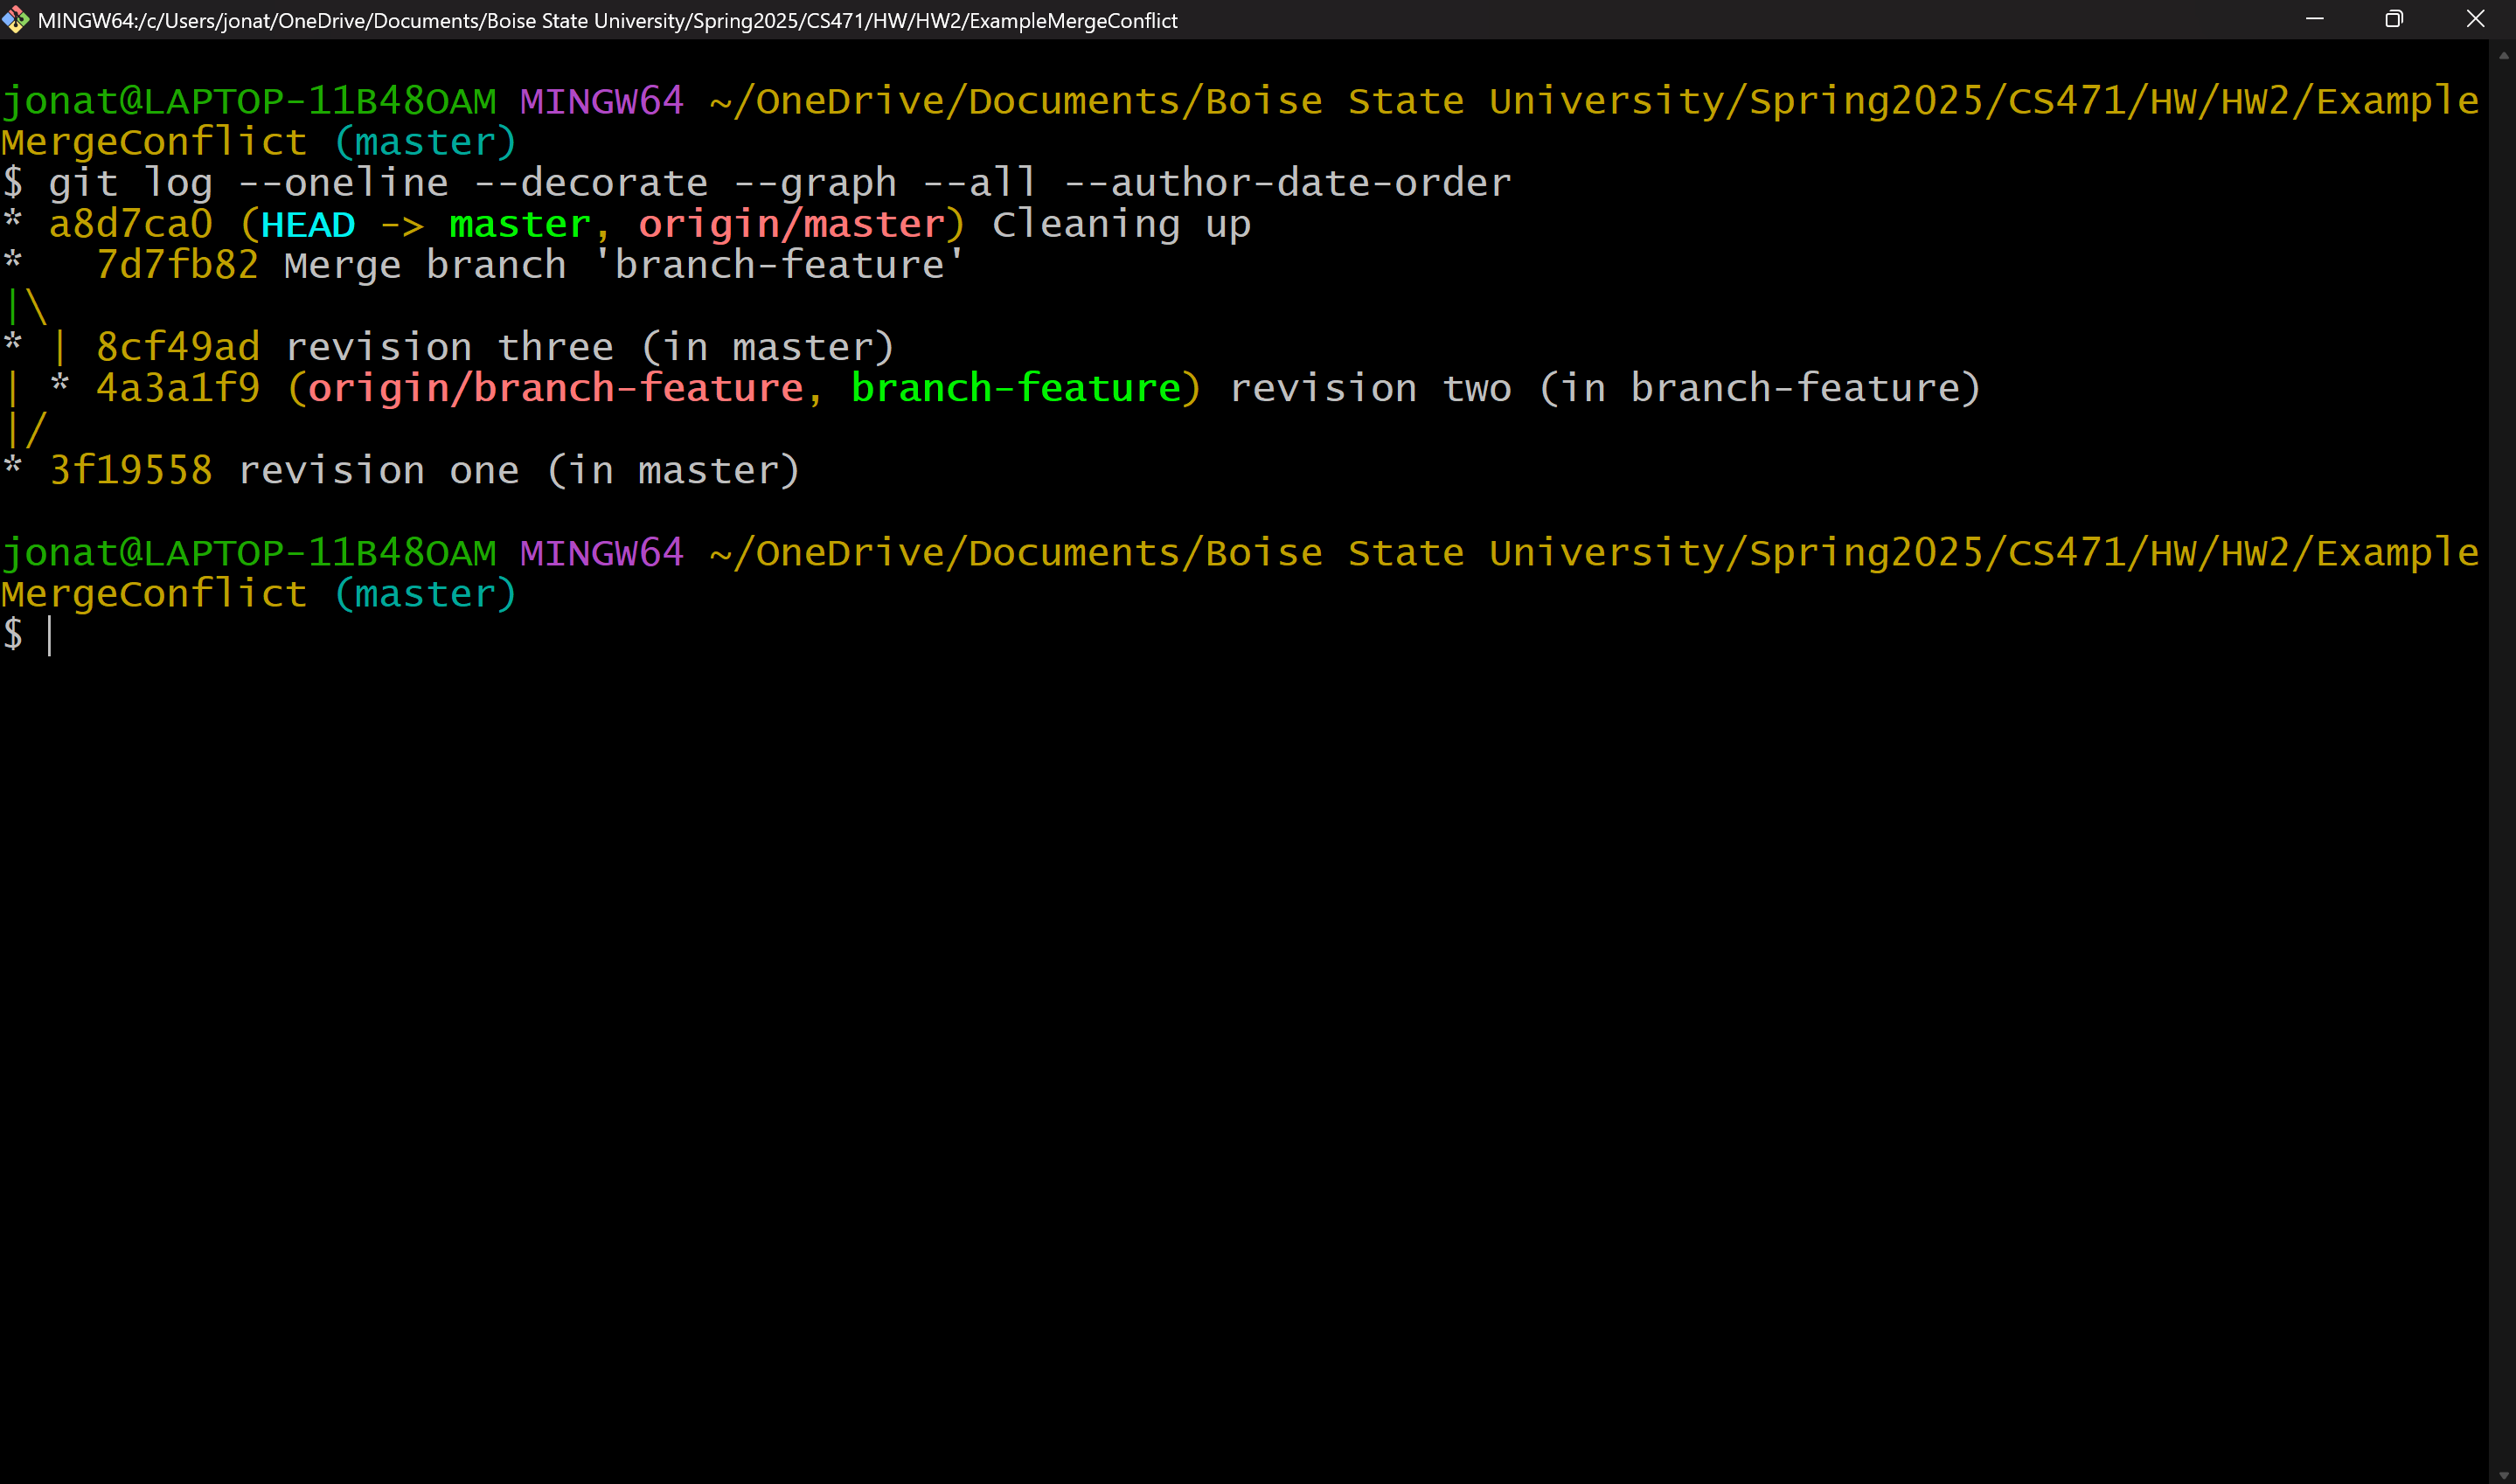 MINGW64:/c/Users/jonat/OneDrive/Documents/Boise State University/Spring2025/CS471/HW/HW2/ExampleMergeConflict
jonat@LAPTOP-11B48OAM MINGW64 ~/OneDrive/Documents/Boise State University/Spring2025/CS471/HW/HW2/Example
MergeConflict (master)
$ git log --oneline --decorate --graph --all --author-date-order
* a8d7ca0 (HEAD -> master, origin/master) Cleaning up
*   7d7fb82 Merge branch 'branch-feature'
|\
* | 8cf49ad revision three (in master)
| * 4a3a1f9 (origin/branch-feature, branch-feature) revision two (in branch-feature)
|/
* 3f19558 revision one (in master)
jonat@LAPTOP-11B48OAM MINGW64 ~/OneDrive/Documents/Boise State University/Spring2025/CS471/HW/HW2/Example
MergeConflict (master)
$